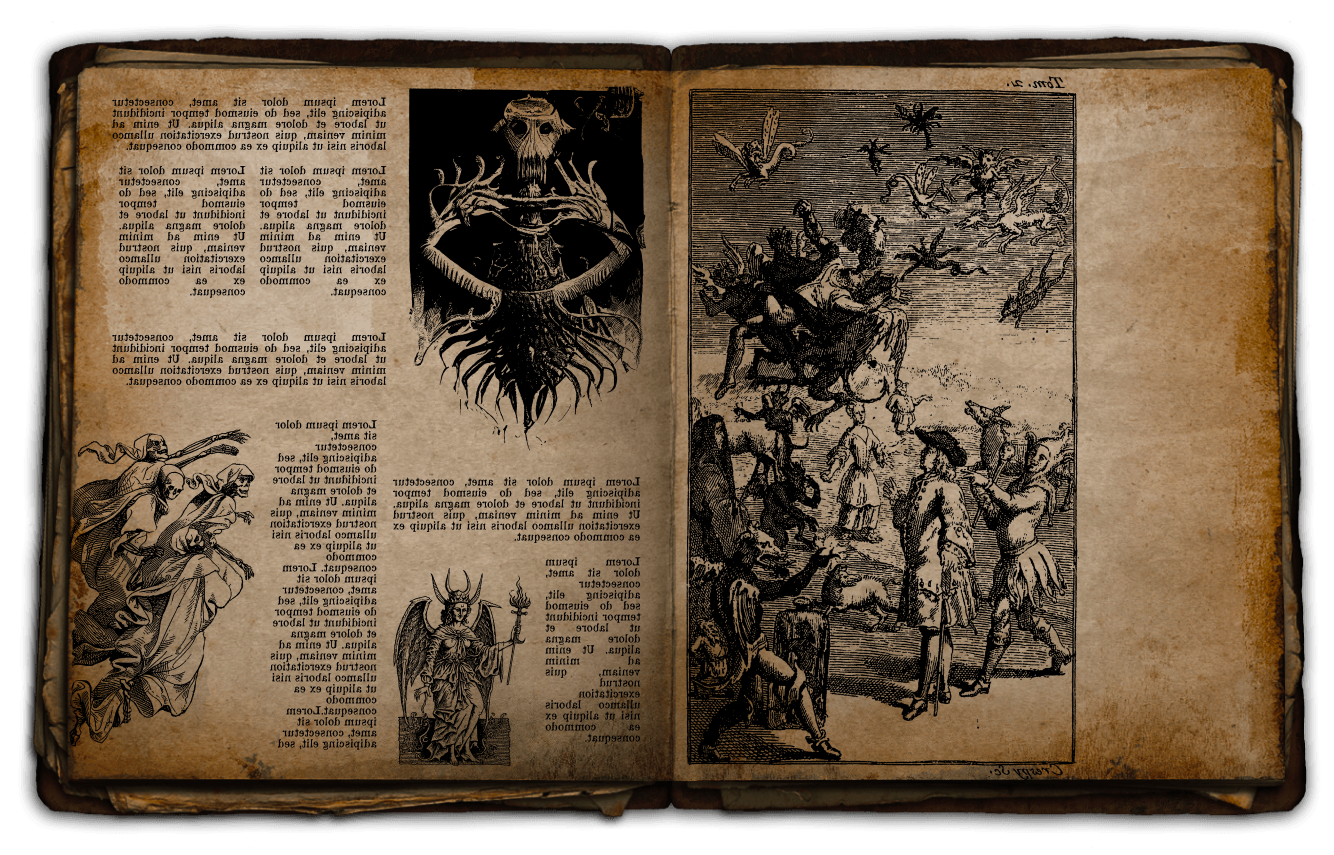 Lorem ipsum dolor sit amet, consectetur
adipiscing elit, sed do eiusmod tempor incididunt
ut labore et dolore magna aliqua. Ut enim ad
minim veniam, quis nostrud exercitation ullamco
laboris nisi ut aliquip ex ea commodo consequat.
Lorem ipsum dolor sit
amet, consectetur
adipiscing elit, sed do
eiusmod tempor
incididunt ut labore et
dolore magna aliqua.
Ut enim ad minim
veniam, quis nostrud
exercitation ullamco
laboris nisi ut aliquip
ex ea commodo
consequat.
Lorem ipsum dolor sit
amet, consectetur
adipiscing elit, sed do
eiusmod tempor
incididunt ut labore et
dolore magna aliqua.
Ut enim ad minim
veniam, quis nostrud
exercitation ullamco
laboris nisi ut aliquip
ex ea commodo
consequat.
Lorem ipsum dolor sit amet, consectetur
adipiscing elit, sed do eiusmod tempor incididunt
ut labore et dolore magna aliqua. Ut enim ad
minim veniam, quis nostrud exercitation ullamco
laboris nisi ut aliquip ex ea commodo consequat.
Lorem ipsum dolor
sit amet,
consectetur
adipiscing elit, sed
do eiusmod tempor
incididunt ut labore
et dolore magna
aliqua. Ut enim ad
minim veniam, quis
nostrud exercitation
ullamco laboris nisi
ut aliquip ex ea
commodo
consequat. Lorem
ipsum dolor sit
amet, consectetur
adipiscing elit, sed
do eiusmod tempor
incididunt ut labore
et dolore magna
aliqua. Ut enim ad
minim veniam, quis
nostrud exercitation
ullamco laboris nisi
ut aliquip ex ea
commodo
consequat.Lorem
ipsum dolor sit
amet, consectetur
adipiscing elit, sed
Lorem ipsum dolor sit amet, consectetur
adipiscing elit, sed do eiusmod tempor
incididunt ut labore et dolore magna aliqua.
Ut enim ad minim veniam, quis nostrud
exercitation ullamco laboris nisi ut aliquip ex
ea commodo consequat.
Lorem ipsum
dolor sit amet,
consectetur
adipiscing elit,
sed do eiusmod
tempor incididunt
ut labore et
dolore magna
aliqua. Ut enim
ad minim
veniam, quis
nostrud
exercitation
ullamco laboris
nisi ut aliquip ex
ea commodo
consequat.
Tom. 2.
Crespy Sc.